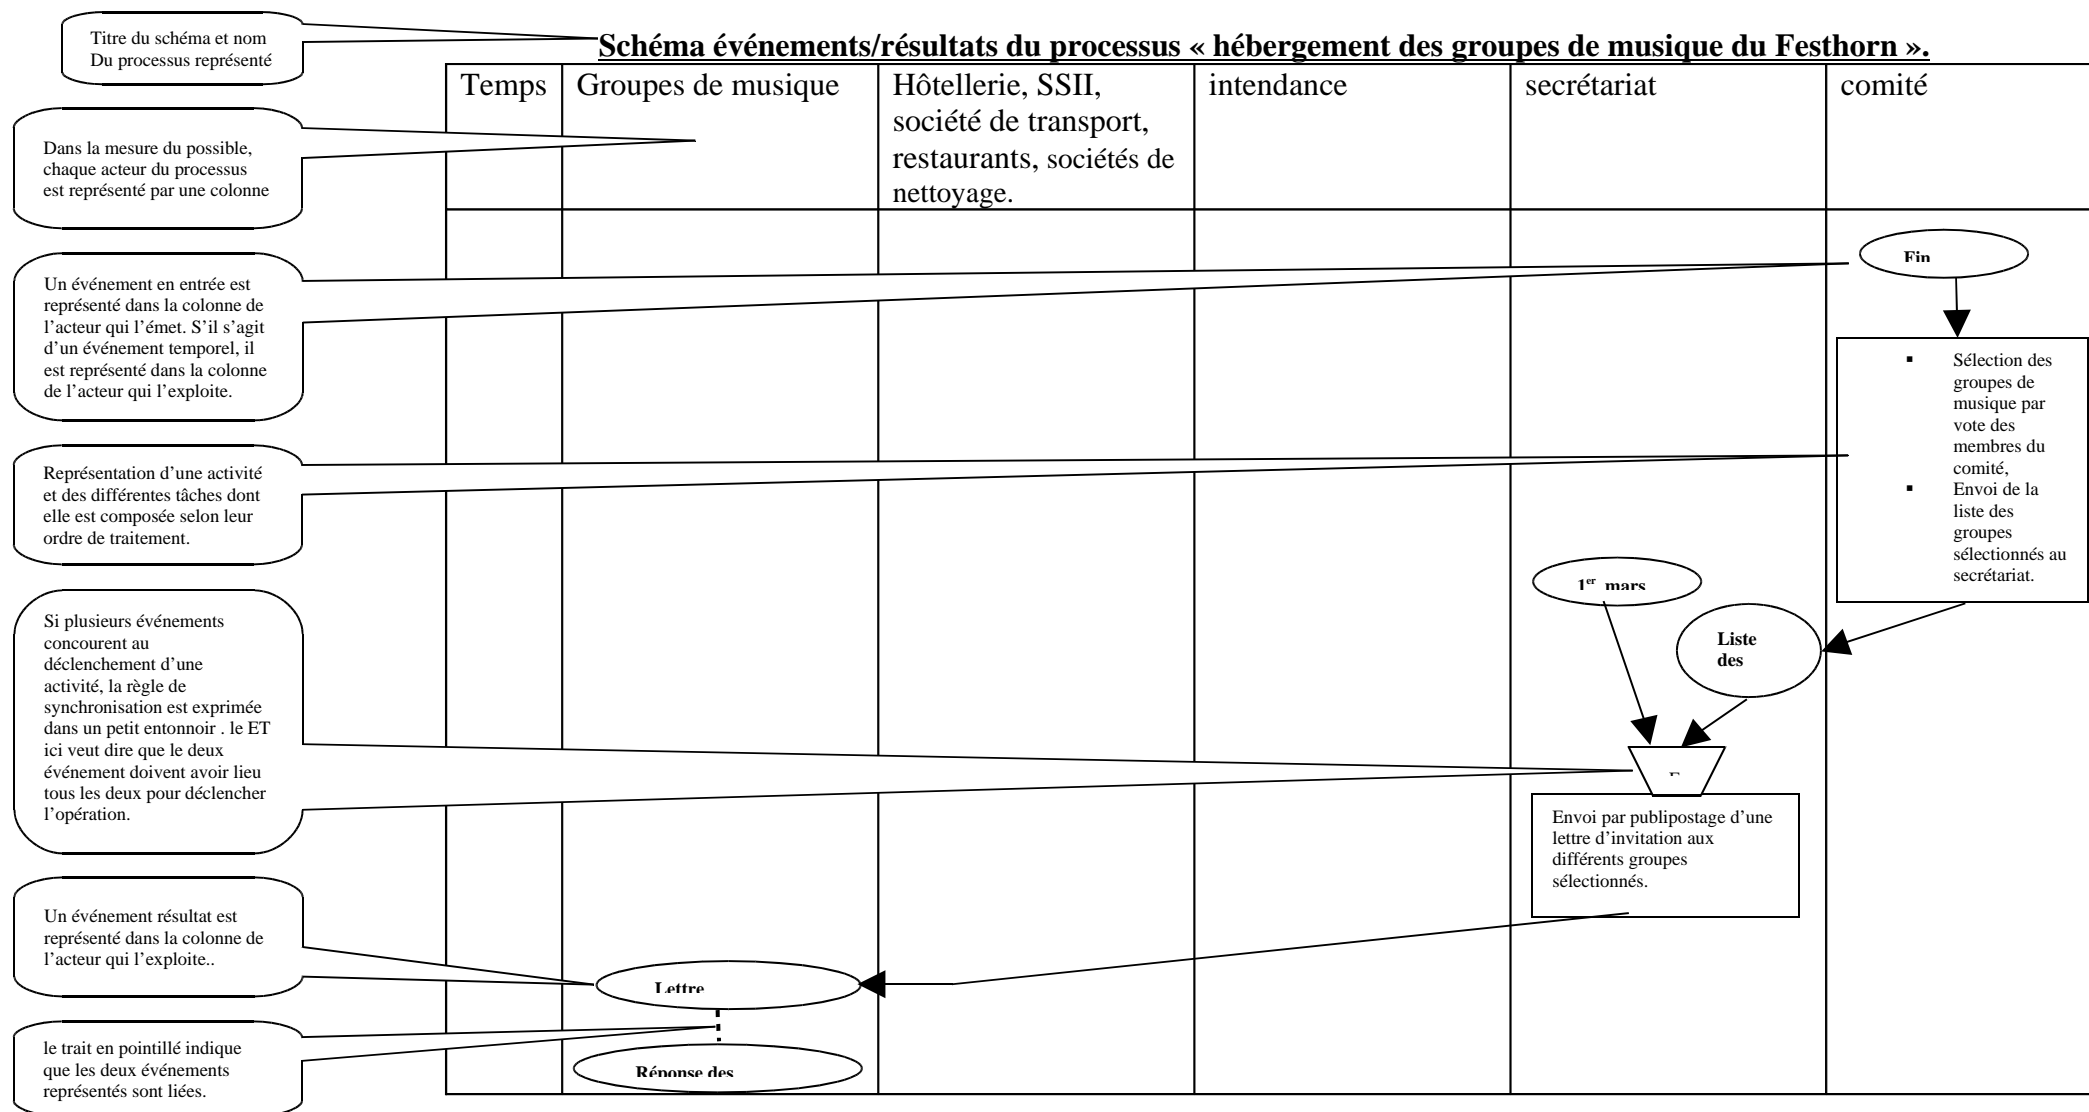 Titre du schéma et nom
Du processus représenté
Schéma événements/résultats du processus « hébergement des groupes de musique du Festhorn ».
Temps
Groupes de musique
Hôtellerie, SSII,
société de transport,
restaurants, sociétés de
nettoyage.
intendance
secrétariat
comité
Dans la mesure du possible,
chaque acteur du processus
est représenté par une colonne
Un événement en entrée est
représenté dans la colonne de
l’acteur qui l’émet. S’il s’agit
d’un événement temporel, il
est représenté dans la colonne
de l’acteur qui l’exploite.
Fin
▪ Sélection des
groupes de
musique par
vote des
membres du
comité,
▪ Envoi de la
liste des
groupes
sélectionnés au
secrétariat.
Représentation d’une activité
et des différentes tâches dont
elle est composée selon leur
ordre de traitement.
1er mars
Liste
des
Si plusieurs événements
concourent au
déclenchement d’une
activité, la règle de
synchronisation est exprimée
dans un petit entonnoir . le ET
ici veut dire que le deux
événement doivent avoir lieu
tous les deux pour déclencher
l’opération.
Envoi par publipostage d’une
lettre d’invitation aux
différents groupes
sélectionnés.
Un événement résultat est
représenté dans la colonne de
l’acteur qui l’exploite..
Lettre
le trait en pointillé indique
que les deux événements
représentés sont liées.
Réponse des